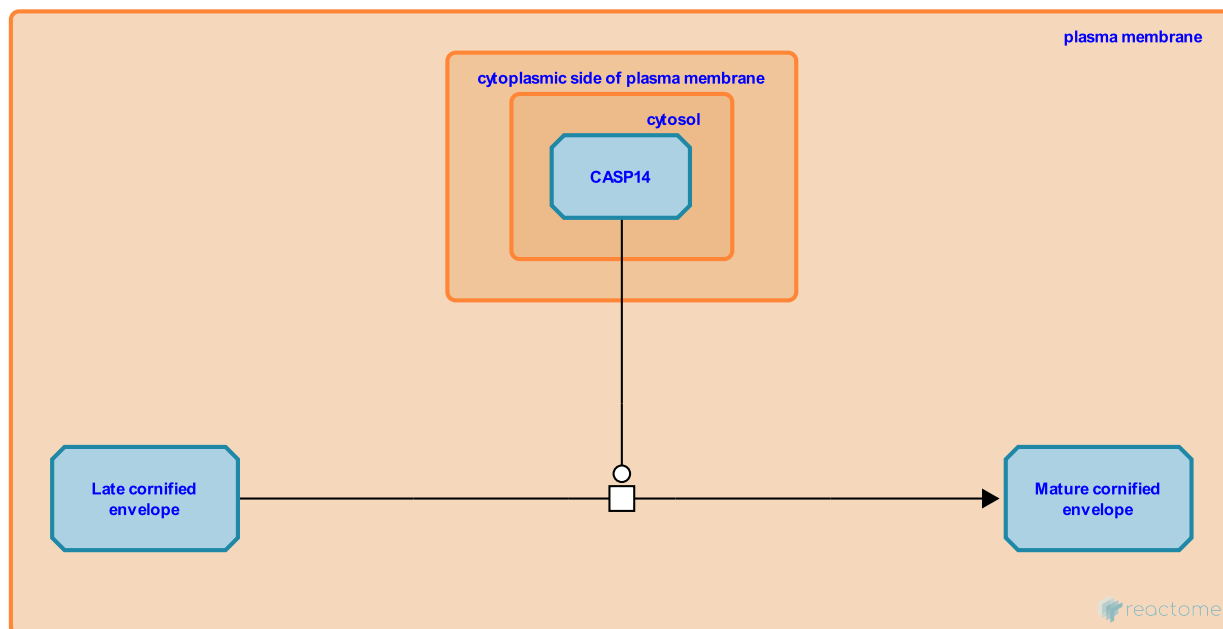 plasma membrane
cytoplasmic side of plasma membrane
cytosol
CASP14
Late cornified
envelope
Mature cornified
envelope
reactome